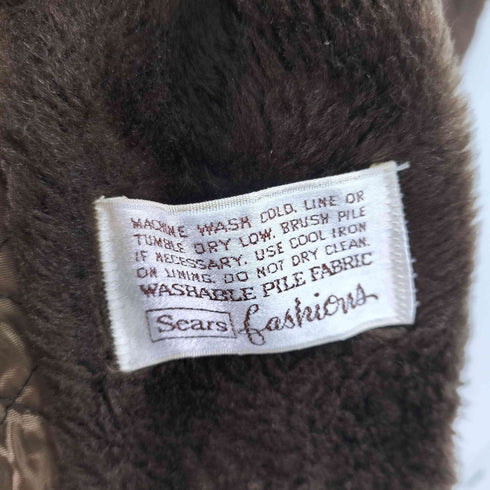 MACHINE WASH COLD. LINE OR
TUMBLE DRY LOW. BRUSH PILE
IF NECESSARY. USE COOL IRON
ON LINING. DO NOT DRY CLEAN.
WASHABLE PILE FABRIC
Sears fashions